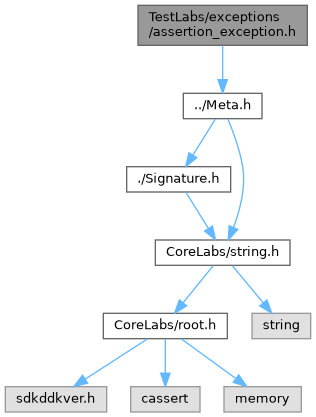 TestLabs/exceptions
/assertion_exception.h
../Meta.h
./Signature.h
CoreLabs/string.h
CoreLabs/root.h
string
sdkddkver.h
cassert
memory